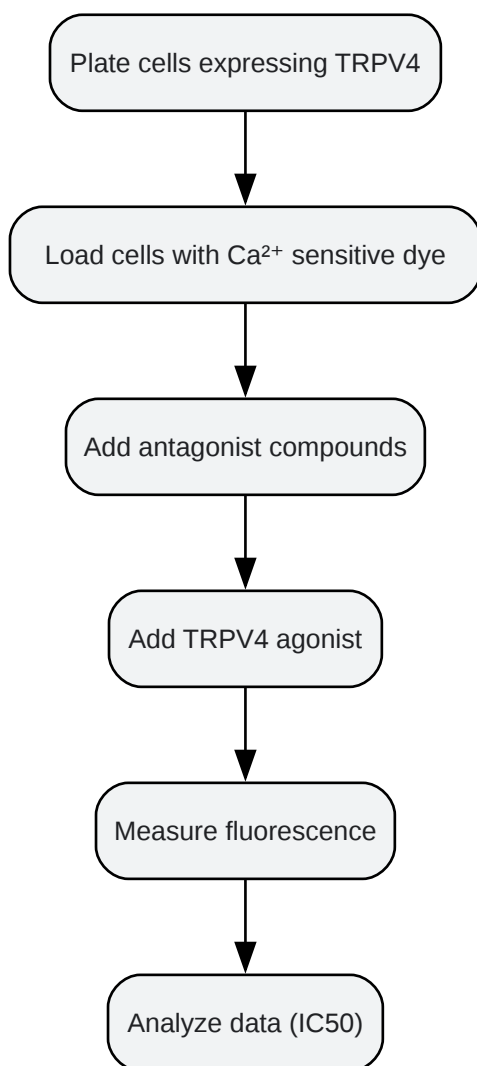 Plate cells expressing TRPV4
Load cells with Ca²⁺ sensitive dye
Add antagonist compounds
Add TRPV4 agonist
Measure fluorescence
Analyze data (IC50)